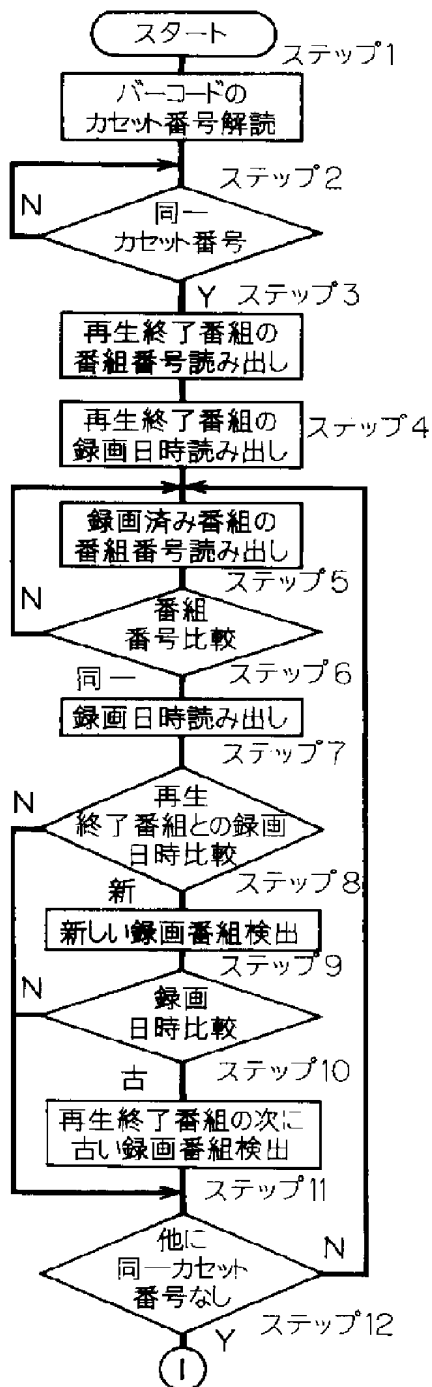 スタート
ステップ1
バーコードの
カセット番号解読
ステップ2
N
同一
カセット番号
Y
ステップ3
再生終了番組の
番組番号読み出し
再生終了番組の
録画日時読み出し
ステップ4
録画済み番組の
番組番号読み出し
ステップ5
N
番組
番号比較
同一
ステップ6
録画日時読み出し
ステップ7
N
再生
終了番組との録画
日時比較
新
ステップ8
新しい録画番組検出
ステップ9
N
録画
日時比較
古
ステップ10
再生終了番組の次に
古い録画番組検出
ステップ11
他に
同一カセット
番号なし
N
Y
ステップ12
1